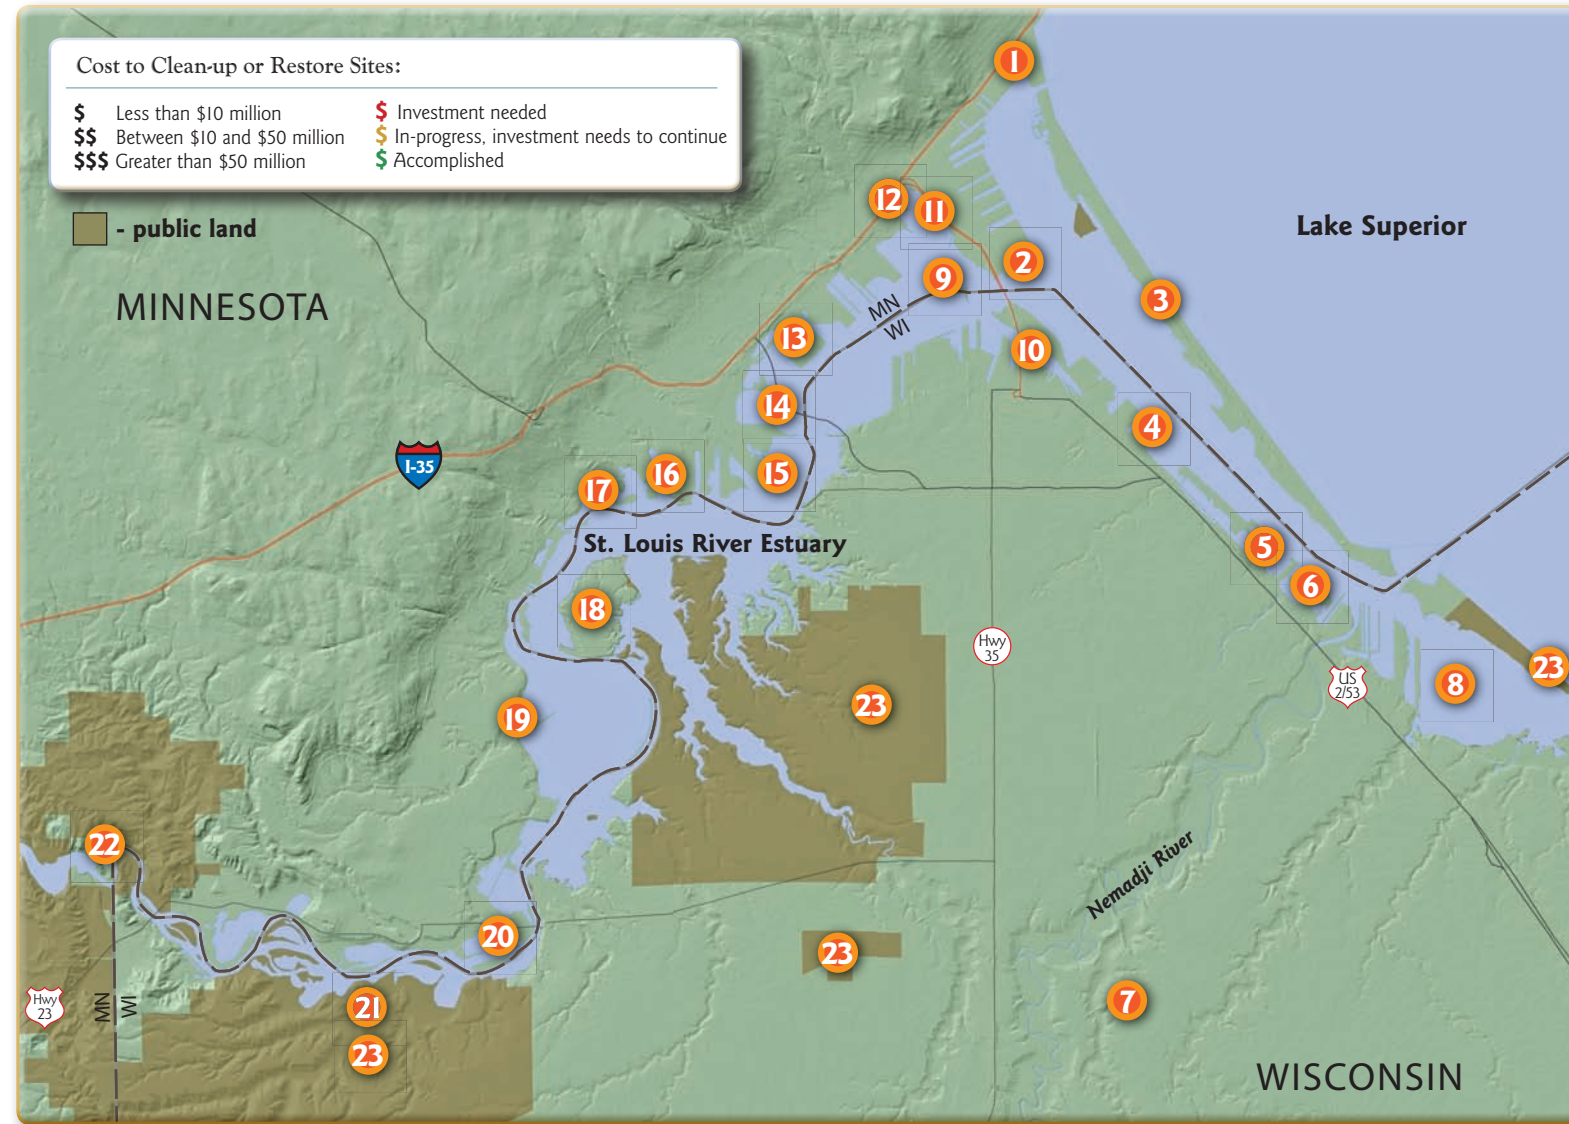 Cost to Clean-up or Restore Sites:
$ Less than $10 million
$$ Between $10 and $50 million
$$$ Greater than $50 million
$ Investment needed
$ In-progress, investment needs to continue
$ Accomplished
- public land
MINNESOTA
Lake Superior
1
12
11
2
9
3
MN
WI
13
10
14
4
I-35
16
15
17
St. Louis River Estuary
5
6
18
Hwy
35
23
8
US
2/53
23
19
22
Nemadji River
20
23
Hwy
23
MN
WI
21
7
23
WISCONSIN